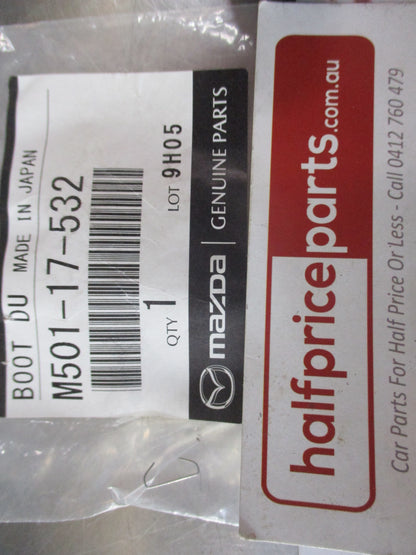 BOOT DU MADE IN JAPAN
M501-17-532
QTY 1
LOT 9H05
mazda GENUINE PARTS
halfpriceparts.com.au
Car Parts For Half Price Or Less - Call 0412 760 479